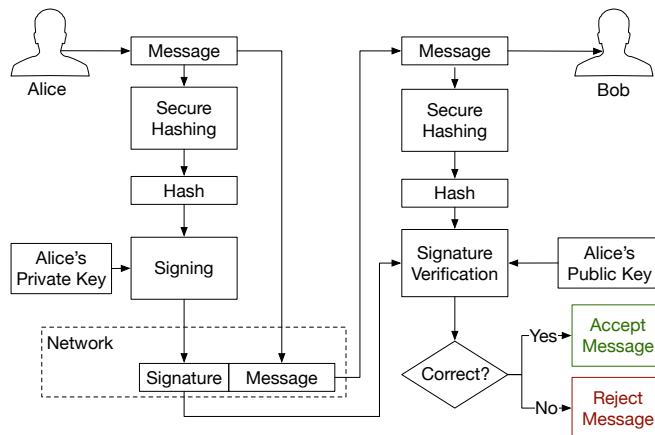 Alice
Message
Secure
Hashing
Hash
Alice's
Private Key
Signing
Network
Signature
Message
Message
Bob
Secure
Hashing
Hash
Signature
Verification
Alice's
Public Key
Correct?
Yes
Accept
Message
No
Reject
Message